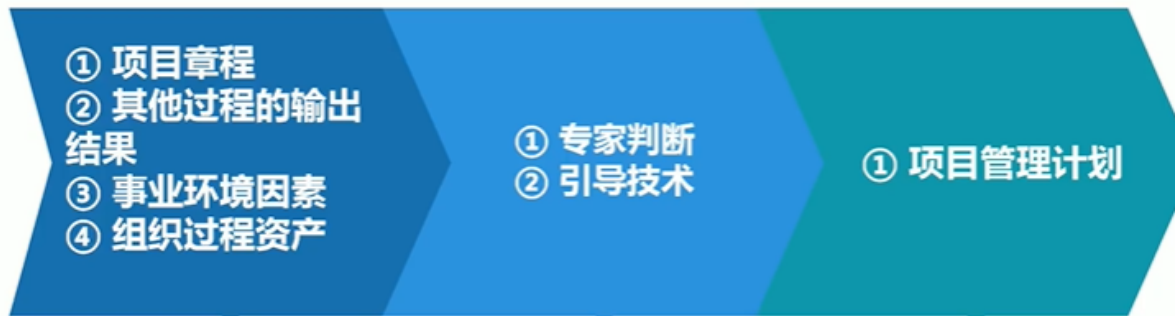 ① 项目章程
② 其他过程的输出
结果
③ 事业环境因素
④ 组织过程资产
① 专家判断
② 引导技术
① 项目管理计划